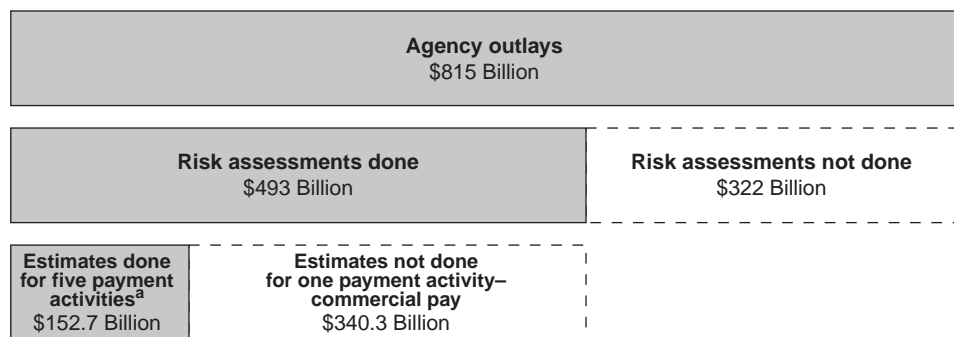 Agency outlays
$815 Billion
Risk assessments done
$493 Billion
Risk assessments not done
$322 Billion
Estimates done
for five payment
activitiesa
$152.7 Billion
Estimates not done
for one payment activity–
commercial pay
$340.3 Billion